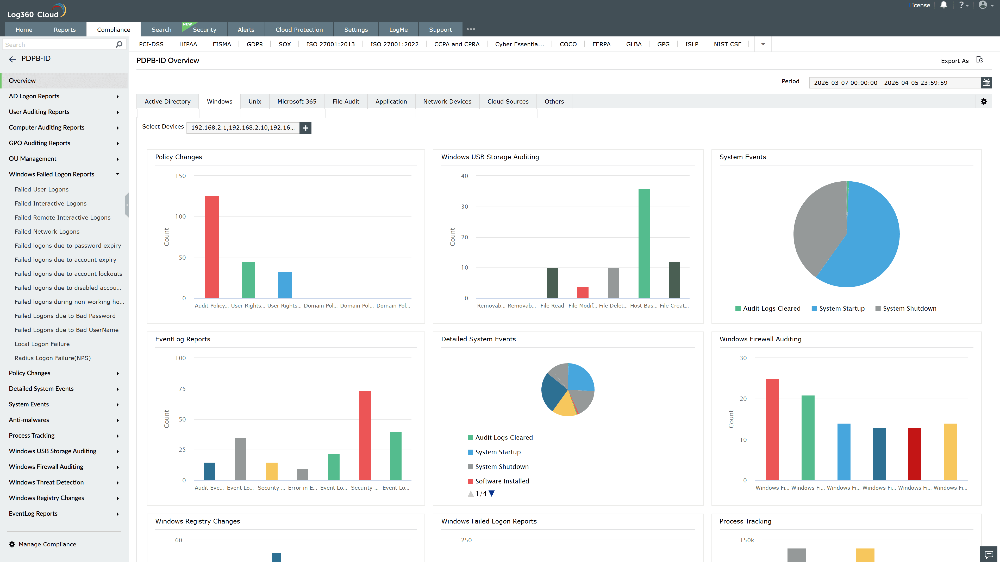 License
?
Log360 Cloud
Home
Reports
Compliance
Search
NEW
Security
Alerts
Cloud Protection
Settings
LogMe
Support
Search
PCI-DSS
HIPAA
FISMA
GDPR
SOX
ISO 27001:2013
ISO 27001:2022
CCPA and CPRA
Cyber Essentia...
COCO
FERPA
GLBA
GPG
ISLP
NIST CSF
PDPB-ID
Overview
AD Logon Reports
User Auditing Reports
Computer Auditing Reports
GPO Auditing Reports
OU Management
Windows Failed Logon Reports
Failed User Logons
Failed Interactive Logons
Failed Remote Interactive Logons
Failed Network Logons
Failed logons due to password expiry
Failed logons due to account expiry
Failed logons due to account lockouts
Failed logons due to disabled accou...
Failed logons during non-working ho...
Failed Logons due to Bad Password
Failed Logons due to Bad UserName
Local Logon Failure
Radius Logon Failure(NPS)
Policy Changes
Detailed System Events
System Events
Anti-malwares
Process Tracking
Windows USB Storage Auditing
Windows Firewall Auditing
Windows Threat Detection
Windows Registry Changes
EventLog Reports
Manage Compliance
PDPB-ID Overview
Export As
Period
2026-03-07 00:00:00 - 2026-04-05 23:59:59
Active Directory
Windows
Unix
Microsoft 365
File Audit
Application
Network Devices
Cloud Sources
Others
Select Devices
192.168.2.1,192.168.2.10,192.16...
Policy Changes
Count
150
100
50
0
Audit Policy...
User Rights...
User Rights...
Domain Pol...
Domain Pol...
Domain Pol...
Windows USB Storage Auditing
Count
40
30
20
10
0
Removab...
Removab...
File Read
File Modif...
File Delet...
Host Bas...
File Creat...
System Events
Audit Logs Cleared
System Startup
System Shutdown
EventLog Reports
Count
100
75
50
25
0
Audit Eve...
Event Lo...
Security ...
Error in E...
Event Lo...
Security ...
Event Lo...
Detailed System Events
Audit Logs Cleared
System Startup
System Shutdown
Software Installed
1/4
Windows Firewall Auditing
Count
30
20
10
0
Windows Fi...
Windows Fi...
Windows Fi...
Windows Fi...
Windows Fi...
Windows Fi...
Windows Registry Changes
60
Windows Failed Logon Reports
250
Process Tracking
150k